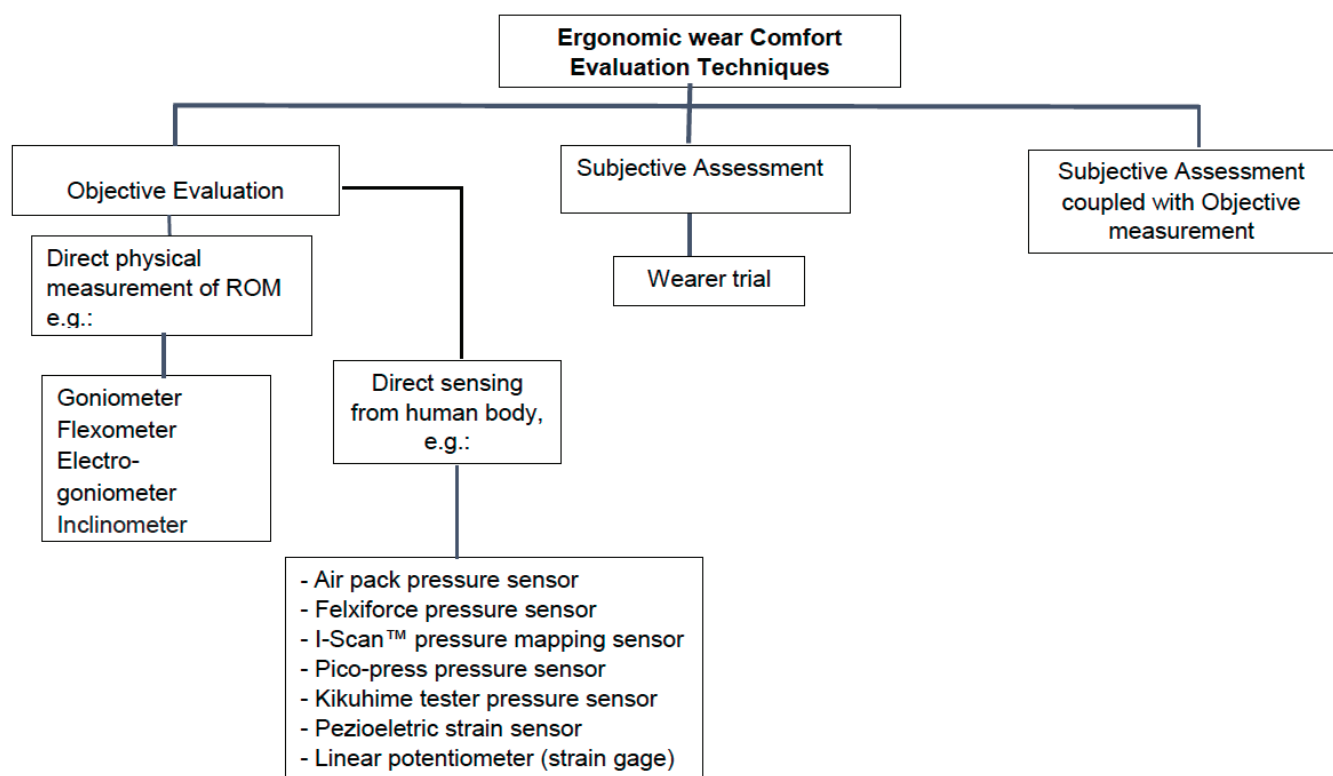 Ergonomic wear Comfort
Evaluation Techniques
Objective Evaluation
Direct physical
measurement of ROM
e.g.:
Goniometer
Flexometer
Electro-
goniometer
Inclinometer
Direct sensing
from human body,
e.g.:
- Air pack pressure sensor
- Felxiforce pressure sensor
- I-Scan™ pressure mapping sensor
- Pico-press pressure sensor
- Kikuhime tester pressure sensor
- Pezioeletric strain sensor
- Linear potentiometer (strain gage)
Subjective Assessment
Wearer trial
Subjective Assessment
coupled with Objective
measurement